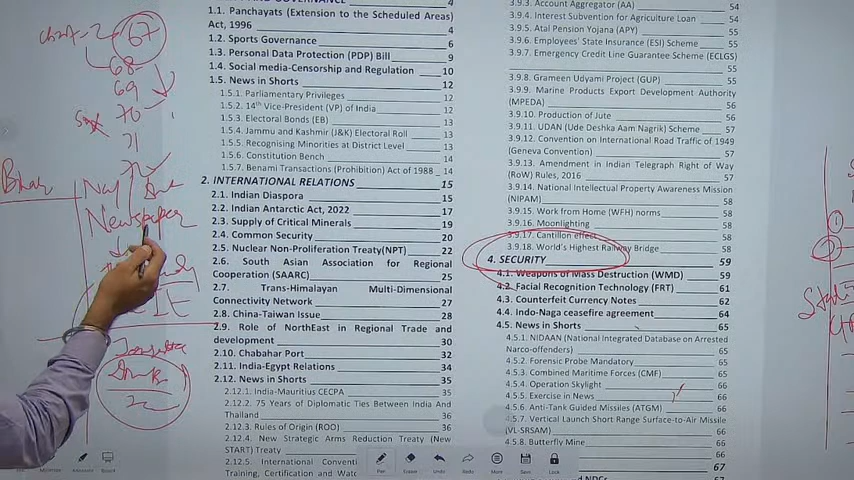 67
68
69
70
71
Newspaper
IE
1.1. Panchayats (Extension to the Scheduled Areas)
Act, 1996 4
1.2. Sports Governance 6
1.3. Personal Data Protection (PDP) Bill 9
1.4. Social media-Censorship and Regulation 10
1.5. News in Shorts 12
1.5.1. Parliamentary Privileges 12
1.5.2. 14th Vice-President (VP) of India 12
1.5.3. Electoral Bonds (EB) 13
1.5.4. Jammu and Kashmir (J&K) Electoral Roll 13
1.5.5. Recognising Minorities at District Level 13
1.5.6. Constitution Bench 14
1.5.7. Benami Transactions (Prohibition) Act of 1988 14
2. INTERNATIONAL RELATIONS 15
2.1. Indian Diaspora 15
2.2. Indian Antarctic Act, 2022 17
2.3. Supply of Critical Minerals 19
2.4. Common Security 20
2.5. Nuclear Non-Proliferation Treaty(NPT) 22
2.6. South Asian Association for Regional
Cooperation (SAARC) 25
2.7. Trans-Himalayan Multi-Dimensional
Connectivity Network 27
2.8. China-Taiwan Issue 28
2.9. Role of NorthEast in Regional Trade and
development 30
2.10. Chabahar Port 32
2.11. India-Egypt Relations 34
2.12. News in Shorts 35
2.12.1. India-Mauritius CECPA 35
2.12.2. 75 Years of Diplomatic Ties Between India And
Thailand 36
2.12.3. Rules of Origin (ROO) 36
2.12.4. New Strategic Arms Reduction Treaty (New
START) Treaty
2.12.5. International
Training, Certification and
3.9.3. Account Aggregator (AA) 54
3.9.4. Interest Subvention for Agriculture Loan 54
3.9.5. Atal Pension Yojana (APY) 55
3.9.6. Employees' State Insurance (ESI) Scheme 55
3.9.7. Emergency Credit Line Guarantee Scheme (ECLGS)
55
3.9.8. Grameen Udyami Project (GUP) 55
3.9.9. Marine Products Export Development Authority
(MPEDA) 56
3.9.10. Production of Jute 56
3.9.11. UDAN (Ude Deshka Aam Nagrik) Scheme 57
3.9.12. Convention on International Road Traffic of 1949
(Geneva Convention) 57
3.9.13. Amendment in Indian Telegraph Right of Way
(RoW) Rules, 2016 57
3.9.14. National Intellectual Property Awareness Mission
(NIPAM) 58
3.9.15. Work from Home (WFH) norms 58
3.9.16. Moonlighting 58
3.9.17. Cantillon effect 58
3.9.18. World's Highest Railway Bridge 58
4. SECURITY 59
4.1. Weapons of Mass Destruction (WMD) 59
4.2. Facial Recognition Technology (FRT) 61
4.3. Counterfeit Currency Notes 62
4.4. Indo-Naga ceasefire agreement 64
4.5. News in Shorts 65
4.5.1. NIDAAN (National Integrated Database on Arrested
Narco-offenders) 65
4.5.2. Forensic Probe Mandatory 65
4.5.3. Combined Maritime Forces (CMF) 65
4.5.4. Operation Skylight 66
4.5.5. Exercise in News 66
4.5.6. Anti-Tank Guided Missiles (ATGM) 66
4.5.7. Vertical Launch Short Range Surface-to-Air Missile
(VL-SRSAM) 66
4.5.8. Butterfly Mine 66
67
Pen
Eraser
Undo
Redo
More
Save
Lock